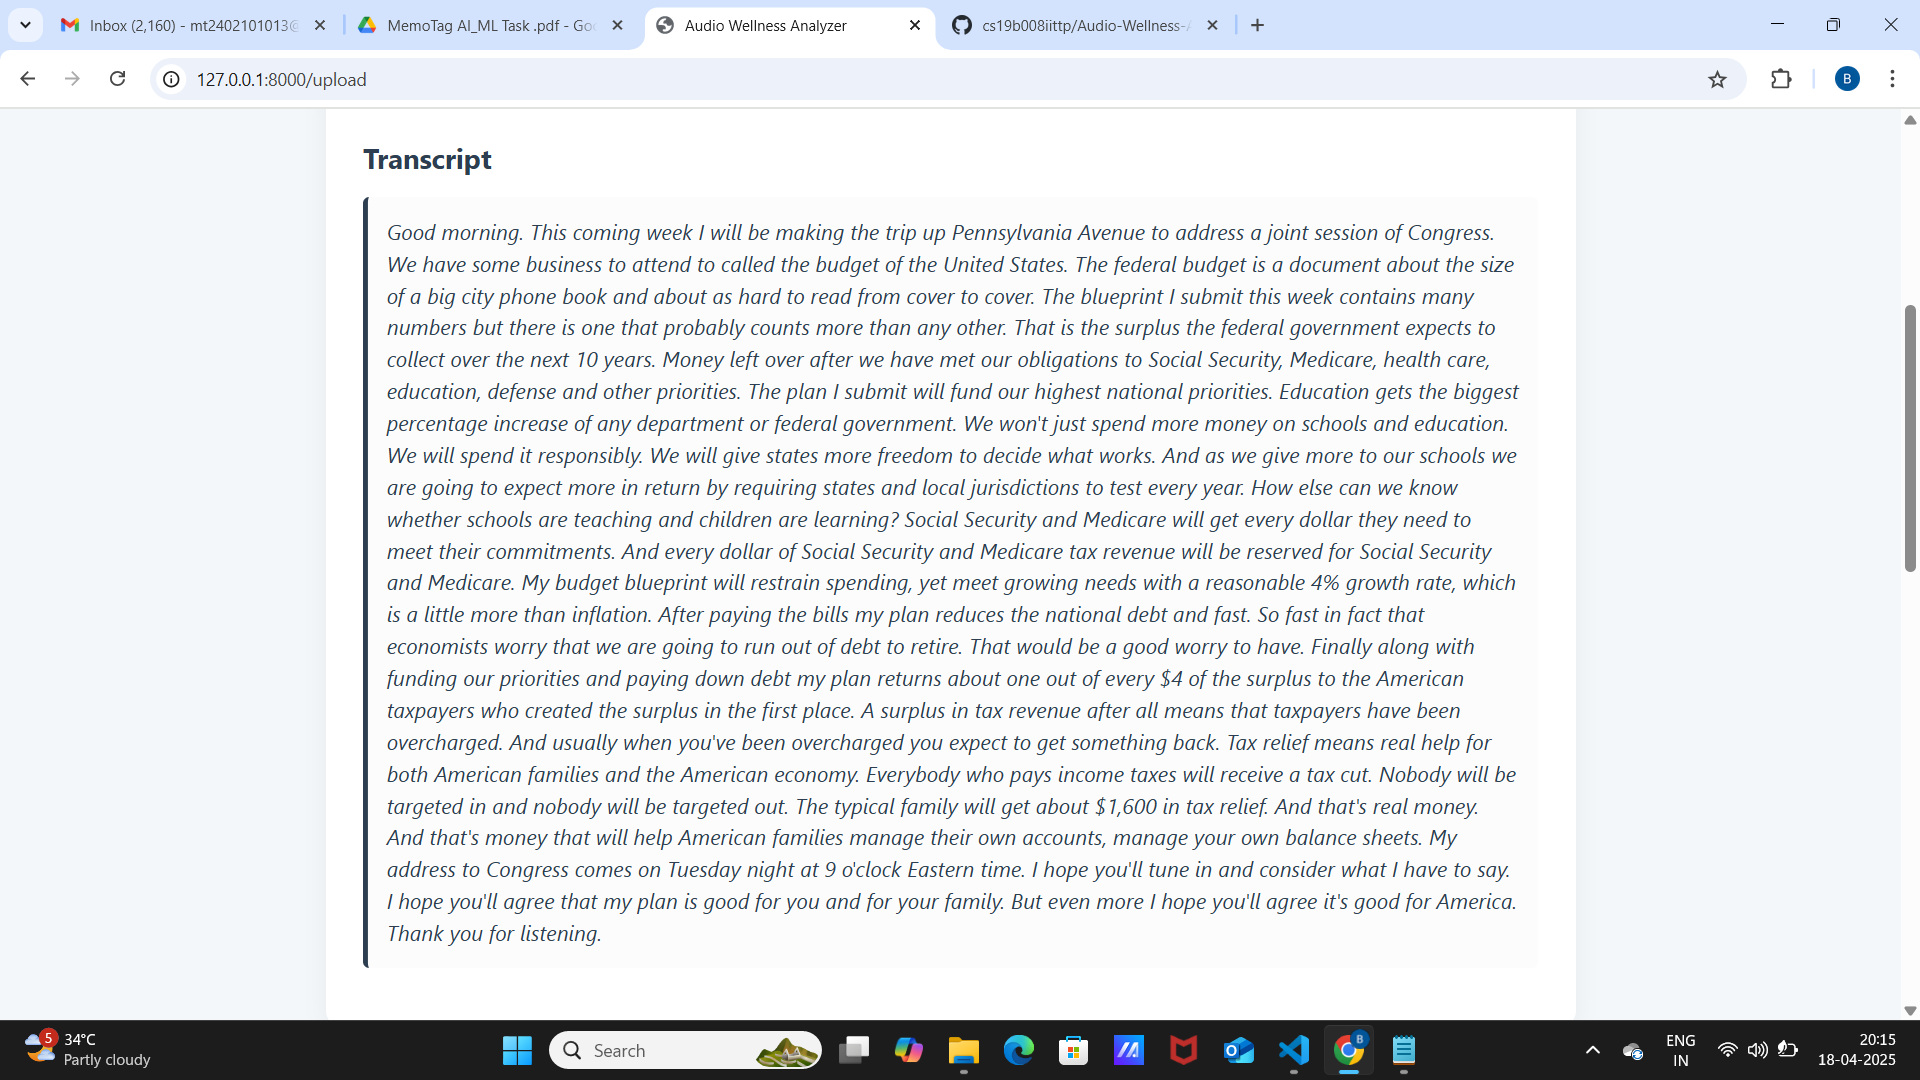 Inbox (2,160) - mt2402101013@
MemoTag AI_ML Task .pdf - Goo
Audio Wellness Analyzer
cs19b008iittp/Audio-Wellness-A
127.0.0.1:8000/upload
B
Transcript
Good morning. This coming week I will be making the trip up Pennsylvania Avenue to address a joint session of Congress.
We have some business to attend to called the budget of the United States. The federal budget is a document about the size
of a big city phone book and about as hard to read from cover to cover. The blueprint I submit this week contains many
numbers but there is one that probably counts more than any other. That is the surplus the federal government expects to
collect over the next 10 years. Money left over after we have met our obligations to Social Security, Medicare, health care,
education, defense and other priorities. The plan I submit will fund our highest national priorities. Education gets the biggest
percentage increase of any department or federal government. We won't just spend more money on schools and education.
We will spend it responsibly. We will give states more freedom to decide what works. And as we give more to our schools we
are going to expect more in return by requiring states and local jurisdictions to test every year. How else can we know
whether schools are teaching and children are learning? Social Security and Medicare will get every dollar they need to
meet their commitments. And every dollar of Social Security and Medicare tax revenue will be reserved for Social Security
and Medicare. My budget blueprint will restrain spending, yet meet growing needs with a reasonable 4% growth rate, which
is a little more than inflation. After paying the bills my plan reduces the national debt and fast. So fast in fact that
economists worry that we are going to run out of debt to retire. That would be a good worry to have. Finally along with
funding our priorities and paying down debt my plan returns about one out of every $4 of the surplus to the American
taxpayers who created the surplus in the first place. A surplus in tax revenue after all means that taxpayers have been
overcharged. And usually when you've been overcharged you expect to get something back. Tax relief means real help for
both American families and the American economy. Everybody who pays income taxes will receive a tax cut. Nobody will be
targeted in and nobody will be targeted out. The typical family will get about $1,600 in tax relief. And that's real money.
And that's money that will help American families manage their own accounts, manage your own balance sheets. My
address to Congress comes on Tuesday night at 9 o'clock Eastern time. I hope you'll tune in and consider what I have to say.
I hope you'll agree that my plan is good for you and for your family. But even more I hope you'll agree it's good for America.
Thank you for listening.
5
34°C
Partly cloudy
Search
B
ENG
IN
20:15
18-04-2025